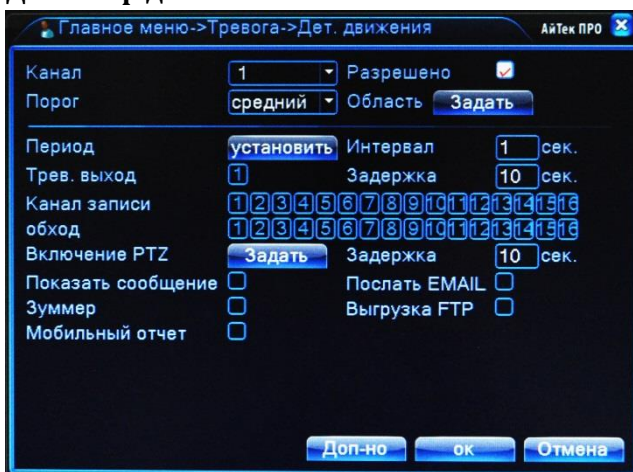 Главное меню->Тревога->Дет. движения АйТек ПРО
Канал 1 Разрешено
Порог средний Область Задать
Период установить Интервал 1 сек.
Трев. выход 1 Задержка 10 сек.
Канал записи 1 2 3 4 5 6 7 8 9 10 11 12 13 14 15 16
обход 1 2 3 4 5 6 7 8 9 10 11 12 13 14 15 16
Включение PTZ Задать Задержка 10 сек.
Показать сообщение Послать EMAIL
Зуммер Выгрузка FTP
Мобильный отчет
Доп-но ок Отмена